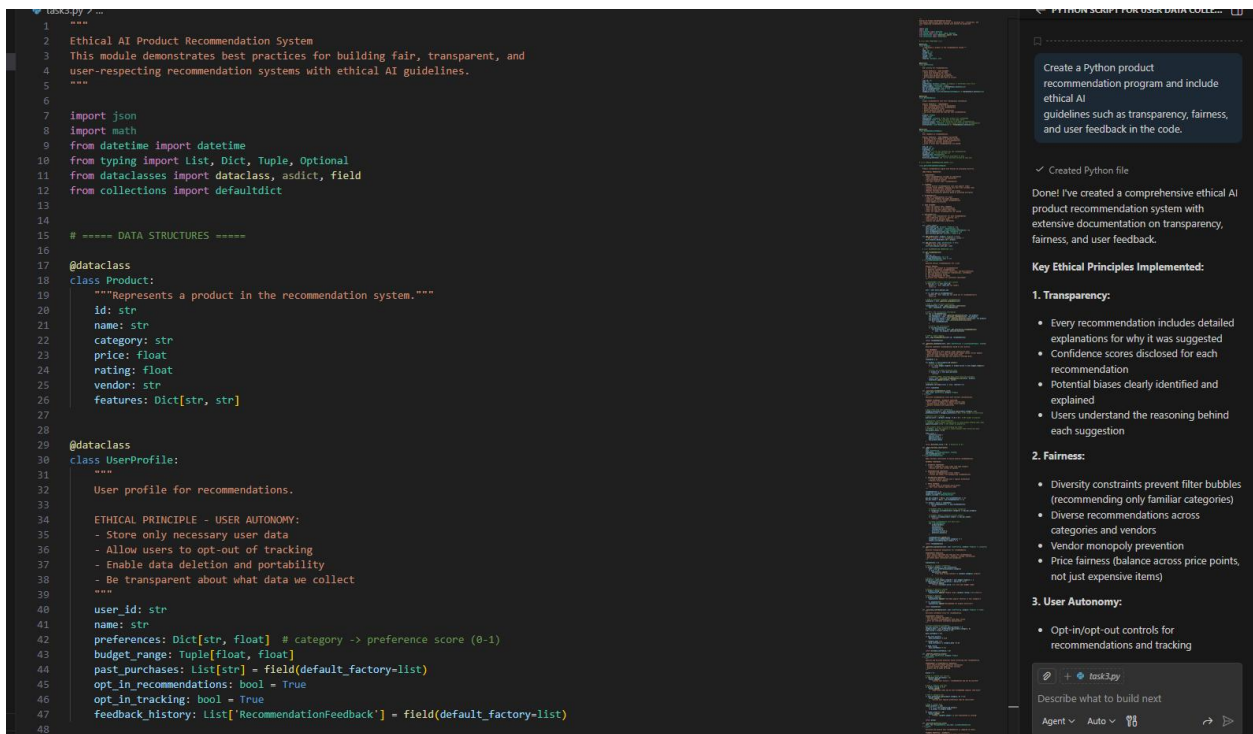 task3.py > ...
1 """
2 Ethical AI Product Recommendation System
3 This module demonstrates best practices for building fair, transparent, and
4 user-respecting recommendation systems with ethical AI guidelines.
5 """
6
7 import json
8 import math
9 from datetime import datetime
10 from typing import List, Dict, Tuple, Optional
11 from dataclasses import dataclass, asdict, field
12 from collections import defaultdict
13
14
15 # ===== DATA STRUCTURES =====
16
17 @dataclass
18 class Product:
19 """Represents a product in the recommendation system."""
20 id: str
21 name: str
22 category: str
23 price: float
24 rating: float
25 vendor: str
26 features: Dict[str, str]
27
28
29 @dataclass
30 class UserProfile:
31 """
32 User profile for recommendations.
33
34 ETHICAL PRINCIPLE - USER AUTONOMY:
35 - Store only necessary user data
36 - Allow users to opt-out of tracking
37 - Enable data deletion and portability
38 - Be transparent about what data we collect
39 """
40 user_id: str
41 name: str
42 preferences: Dict[str, float] # category -> preference score (0-1)
43 budget_range: Tuple[float, float]
44 past_purchases: List[str] = field(default_factory=list)
45 opt_in_recommendations: bool = True
46 opt_in_tracking: bool = True
47 feedback_history: List['RecommendationFeedback'] = field(default_factory=list)
48
PYTHON SCRIPT FOR USER DATA COLLE...
Create a Python product
recommendation program and include
ethical AI
guidelines such as transparency, fairness,
and user feedback in the code.
✓ Created Python file
Done! I've created a comprehensive ethical AI
product recommendation system with
extensive documentation on transparency,
fairness, and user feedback.
Key Ethical Principles Implemented:
1. Transparency:
• Every recommendation includes detailed
explanations for why it was suggested
• Confidence scores disclosed for each
recommendation
• Potential biases clearly identified and
explained
• Users understand the reasoning behind
each suggestion
2. Fairness:
• Diversity constraints prevent filter bubbles
(recommending only familiar categories)
• Diverse recommendations across
categories and vendors
• Vendor monopoly prevention
• Price fairness (balance across price points,
not just expensive items)
3. User Autonomy:
• Opt-in/opt-out controls for
recommendations and tracking
+ task3.py
Describe what to build next
Agent Auto